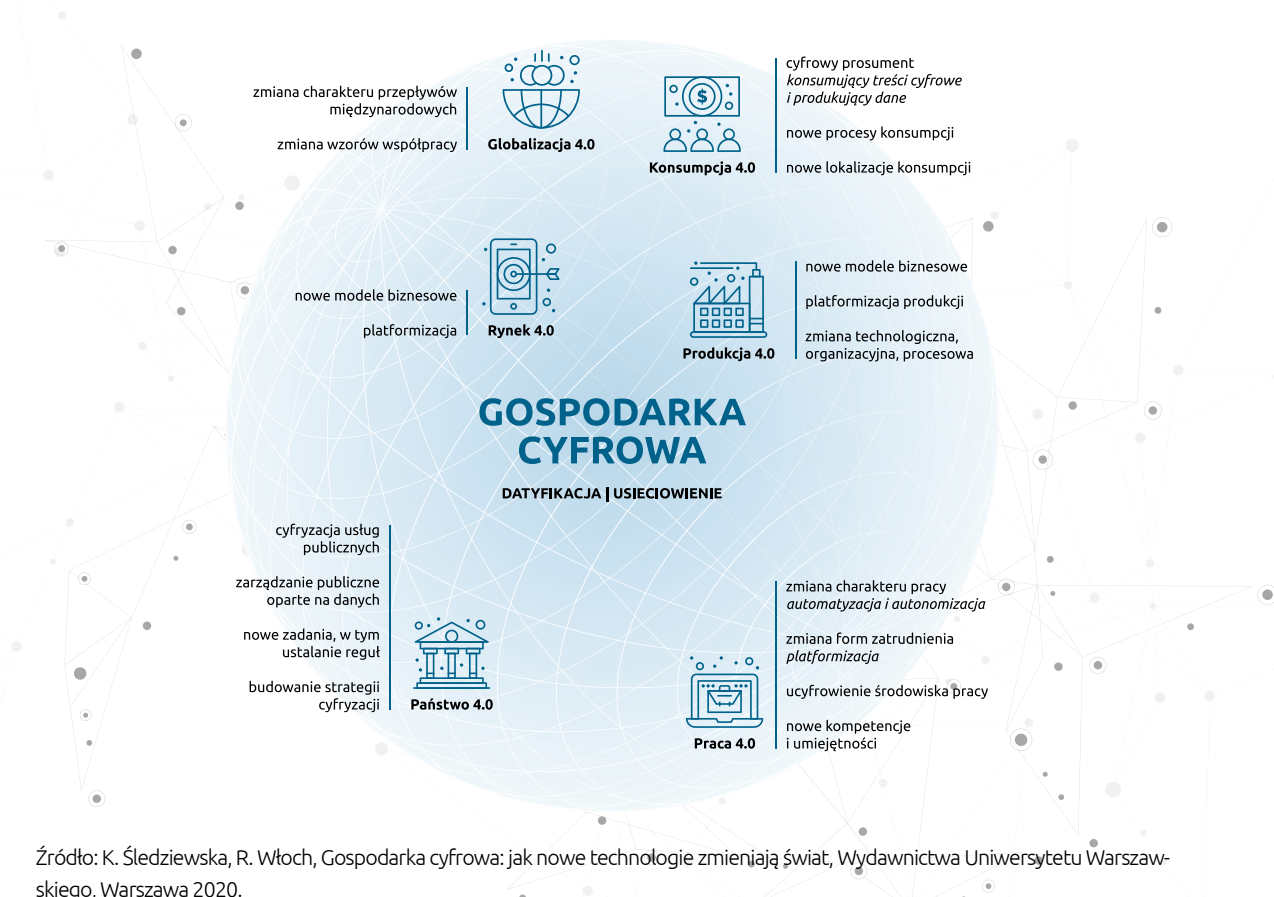 zmiana charakteru przepływów
międzynarodowych
zmiana wzorów współpracy
Globalizacja 4.0
$
Konsumpcja 4.0
cyfrowy prosument
konsumujący treści cyfrowe
i produkujący dane
nowe procesy konsumpcji
nowe lokalizacje konsumpcji
nowe modele biznesowe
platformizacja
Rynek 4.0
Produkcja 4.0
nowe modele biznesowe
platformizacja produkcji
zmiana technologiczna,
organizacyjna, procesowa
GOSPODARKA
CYFROWA
DATYFIKACJA | USIECIOWIENIE
cyfryzacja usług
publicznych
zarządzanie publiczne
oparte na danych
nowe zadania, w tym
ustalanie reguł
budowanie strategii
cyfryzacji
Państwo 4.0
Praca 4.0
zmiana charakteru pracy
automatyzacja i autonomizacja
zmiana form zatrudnienia
platformizacja
ucyfrowienie środowiska pracy
nowe kompetencje
i umiejętności
Źródło: K. Śledziewska, R. Włoch, Gospodarka cyfrowa: jak nowe technologie zmieniają świat, Wydawnictwa Uniwersytetu Warszaw-
skiego, Warszawa 2020.